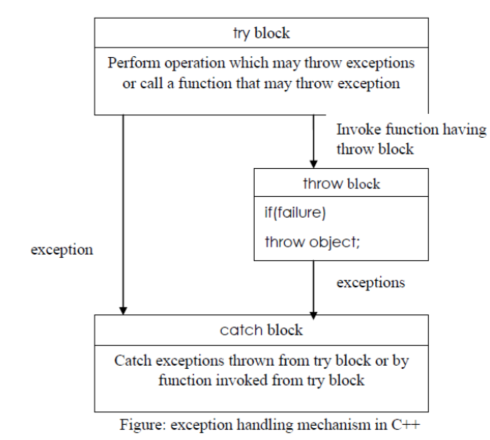 try block
Perform operation which may throw exceptions
or call a function that may throw exception
Invoke function having
throw block
throw block
if(failure)
throw object;
exception
exceptions
catch block
Catch exceptions thrown from try block or by
function invoked from try block
Figure: exception handling mechanism in C++